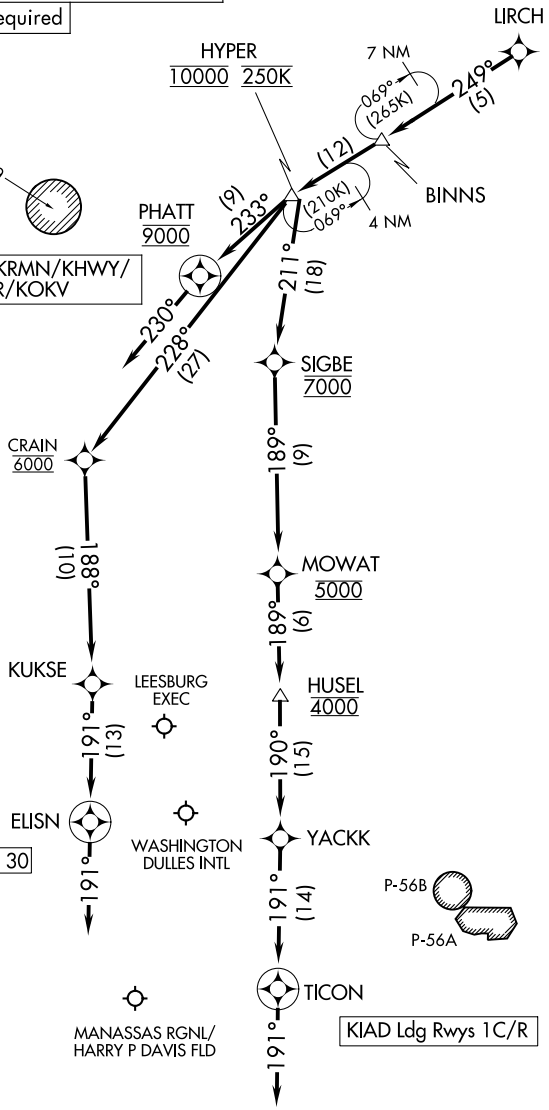 equired
LIRCH
HYPER
10000 250K
7 NM
069°
(265K)
249°
(5)
(12)
BINNS
9
PHATT
9000
(9)
233°
(210K)
069°
4 NM
KRMN/KHWY/
R/KOKV
230°
228°
(27)
211°
(18)
SIGBE
7000
CRAIN
6000
189°
(9)
188°
(10)
MOWAT
5000
189°
(6)
KUKSE
LEESBURG
EXEC
HUSEL
4000
191°
(13)
190°
(15)
ELISN
WASHINGTON
DULLES INTL
YACKK
30
191°
191°
(14)
P-56B
P-56A
TICON
MANASSAS RGNL/
HARRY P DAVIS FLD
KIAD Ldg Rwys 1C/R
191°